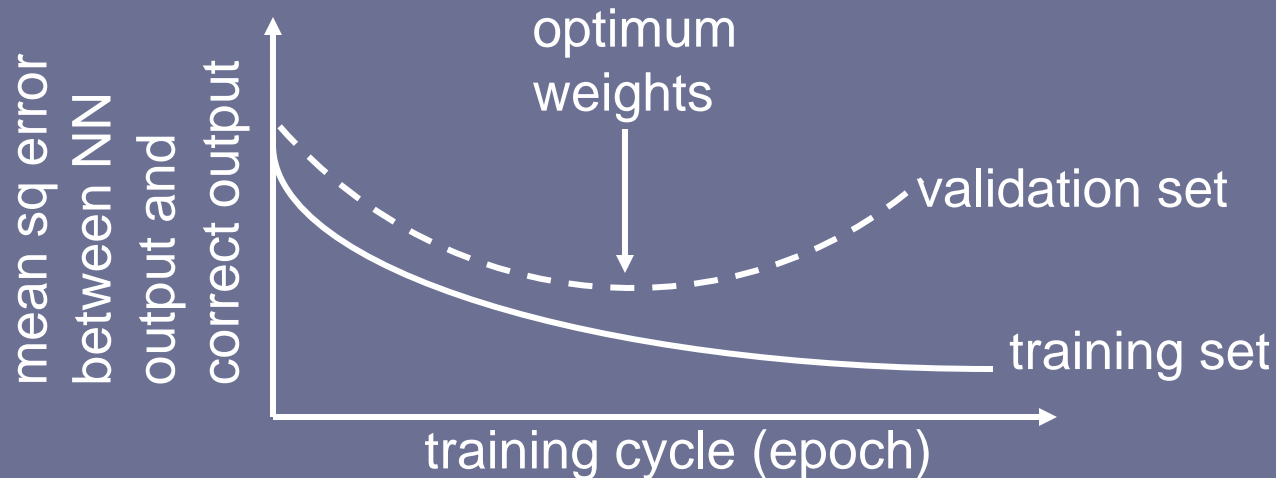 mean sq error
between NN
output and
correct output
optimum
weights
validation set
training set
training cycle (epoch)